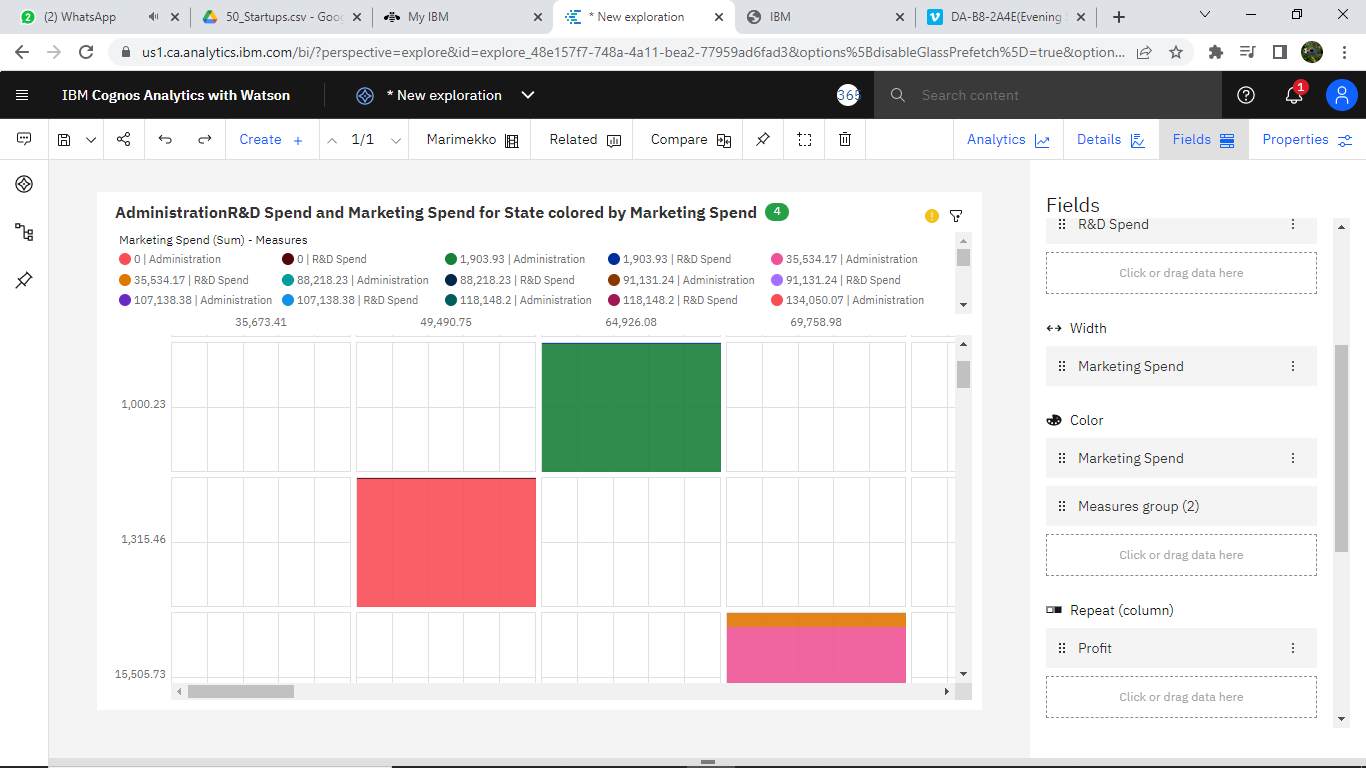 (2) WhatsApp
50_Startups.csv - Goo
My IBM
* New exploration
IBM
DA-B8-2A4E(Evening
us1.ca.analytics.ibm.com/bi/?perspective=explore&id=explore_48e157f7-748a-4a11-bea2-77959ad6fad3&options%5BdisableGlassPrefetch%5D=true&option...
IBM Cognos Analytics with Watson
* New exploration
365
Search content
1
Create +
1/1
Marimekko
Related
Compare
Analytics
Details
Fields
Properties
AdministrationR&D Spend and Marketing Spend for State colored by Marketing Spend 4
Marketing Spend (Sum) - Measures
0 | Administration 0 | R&D Spend 1,903.93 | Administration 1,903.93 | R&D Spend 35,534.17 | Administration
35,534.17 | R&D Spend 88,218.23 | Administration 88,218.23 | R&D Spend 91,131.24 | Administration 91,131.24 | R&D Spend
107,138.38 | Administration 107,138.38 | R&D Spend 118,148.2 | Administration 118,148.2 | R&D Spend 134,050.07 | Administration
35,673.41 49,490.75 64,926.08 69,758.98
1,000.23
1,315.46
15,505.73
Fields
R&D Spend
Click or drag data here
Width
Marketing Spend
Color
Marketing Spend
Measures group (2)
Click or drag data here
Repeat (column)
Profit
Click or drag data here